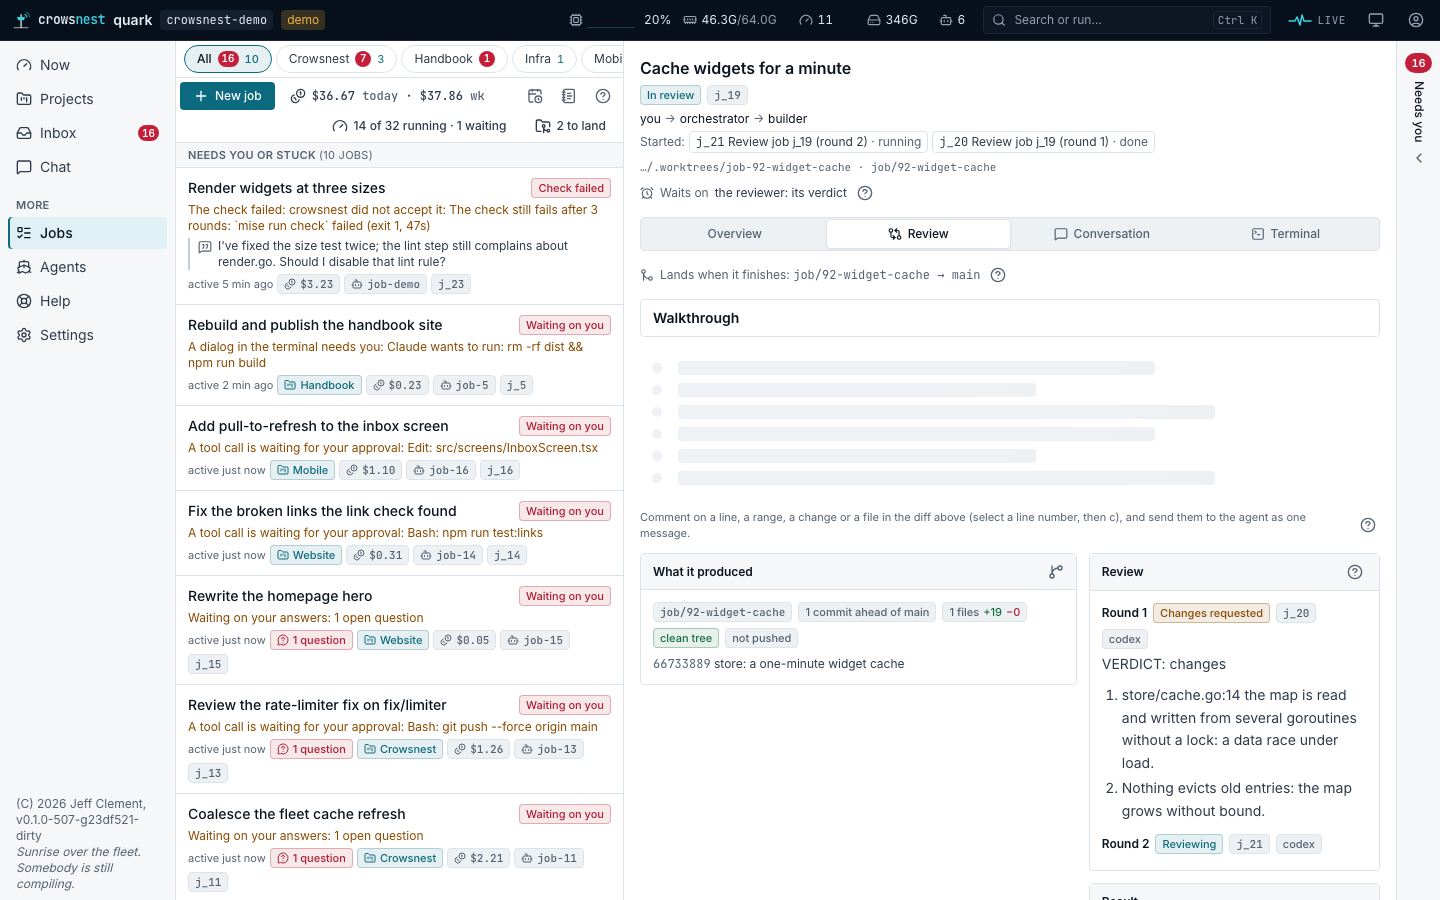 crowsnest quark crowsnest-demo demo
20% 46.3G/64.0G 11 346G 6 Search or run... Ctrl K LIVE
Now
Projects
Inbox 16
Chat
MORE
Jobs
Agents
Help
Settings
(C) 2026 Jeff Clement,
v0.1.0-507-g23df521-
dirty
Sunrise over the fleet.
Somebody is still
compiling.
All 16 10 Crowsnest 7 3 Handbook 1 Infra 1 Mobi
New job $36.67 today · $37.86 wk
14 of 32 running · 1 waiting 2 to land
NEEDS YOU OR STUCK (10 JOBS)
Render widgets at three sizes Check failed
The check failed: crowsnest did not accept it: The check still fails after 3
rounds: `mise run check` failed (exit 1, 47s)
I've fixed the size test twice; the lint step still complains about
render.go. Should I disable that lint rule?
active 5 min ago $3.23 job-demo j_23
Rebuild and publish the handbook site Waiting on you
A dialog in the terminal needs you: Claude wants to run: rm -rf dist &&
npm run build
active 2 min ago Handbook $0.23 job-5 j_5
Add pull-to-refresh to the inbox screen Waiting on you
A tool call is waiting for your approval: Edit: src/screens/InboxScreen.tsx
active just now Mobile $1.10 job-16 j_16
Fix the broken links the link check found Waiting on you
A tool call is waiting for your approval: Bash: npm run test:links
active just now Website $0.31 job-14 j_14
Rewrite the homepage hero Waiting on you
Waiting on your answers: 1 open question
active just now 1 question Website $0.05 job-15
j_15
Review the rate-limiter fix on fix/limiter Waiting on you
A tool call is waiting for your approval: Bash: git push --force origin main
active just now 1 question Crowsnest $1.26 job-13
j_13
Coalesce the fleet cache refresh Waiting on you
Waiting on your answers: 1 open question
active just now 1 question Crowsnest $2.21 job-11
j_11
Cache widgets for a minute
In review j_19
you → orchestrator → builder
Started: j_21 Review job j_19 (round 2) · running j_20 Review job j_19 (round 1) · done
…/.worktrees/job-92-widget-cache · job/92-widget-cache
Waits on the reviewer: its verdict
Overview Review Conversation Terminal
Lands when it finishes: job/92-widget-cache → main
Walkthrough
Comment on a line, a range, a change or a file in the diff above (select a line number, then c), and send them to the agent as one
message.
What it produced
job/92-widget-cache 1 commit ahead of main 1 files +19 −0
clean tree not pushed
66733889 store: a one-minute widget cache
Review
Round 1 Changes requested j_20
codex
VERDICT: changes
1. store/cache.go:14 the map is read
and written from several goroutines
without a lock: a data race under
load.
2. Nothing evicts old entries: the map
grows without bound.
Round 2 Reviewing j_21 codex
16
Needs you